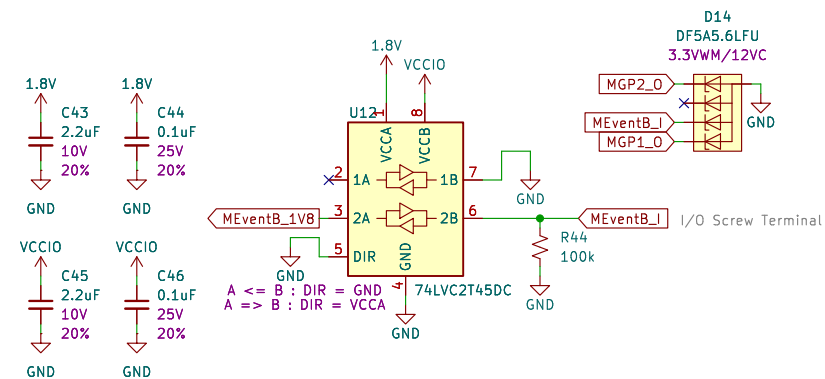 D14
DF5A5.6LFU
3.3VWM/12VC
MGP2_O
MEventB_I
MGP1_O
GND
1.8V
C43
2.2uF
10V
20%
GND
1.8V
C44
0.1uF
25V
20%
GND
VCCIO
C45
2.2uF
10V
20%
GND
VCCIO
C46
0.1uF
25V
20%
GND
1.8V
VCCIO
U12
1
8
VCCA
VCCB
2
1A
1B
7
GND
MEventB_1V8
3
2A
2B
6
MEventB_I
I/O Screw Terminal
R44
100k
GND
5
DIR
GND
GND
4
74LVC2T45DC
A <= B : DIR = GND
A => B : DIR = VCCA
GND